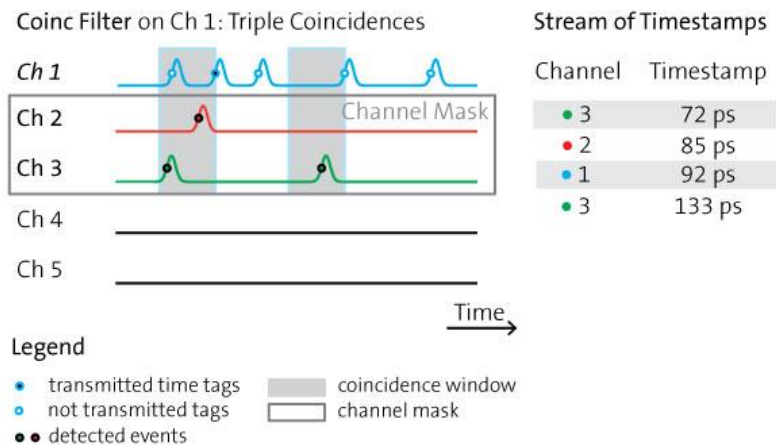 Coinc Filter on Ch 1: Triple Coincidences
Ch 1
Ch 2
Channel Mask
Ch 3
Ch 4
Ch 5
Time
Stream of Timestamps
Channel Timestamp
3 72 ps
2 85 ps
1 92 ps
3 133 ps
Legend
transmitted time tags
coincidence window
not transmitted tags
channel mask
detected events